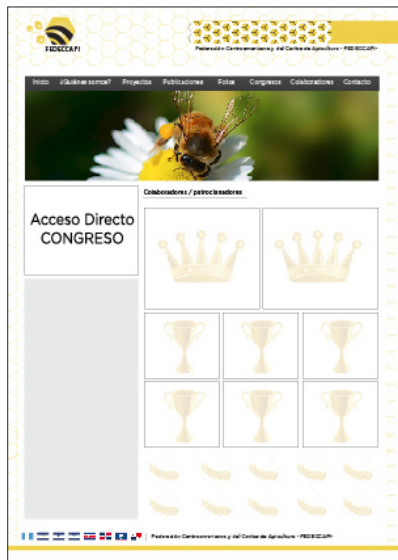 FEDECCAPI
Federación Centroamericana y del Caribe de Apicultura - FEDECCAPI-
Inicio ¿Quiénes somos? Proyectos Publicaciones Fotos Congresos Colaboradores Contacto
Colaboradores / patrocinadores
Acceso Directo
CONGRESO
Federación Centroamericana y del Caribe de Apicultura - FEDECCAPI-